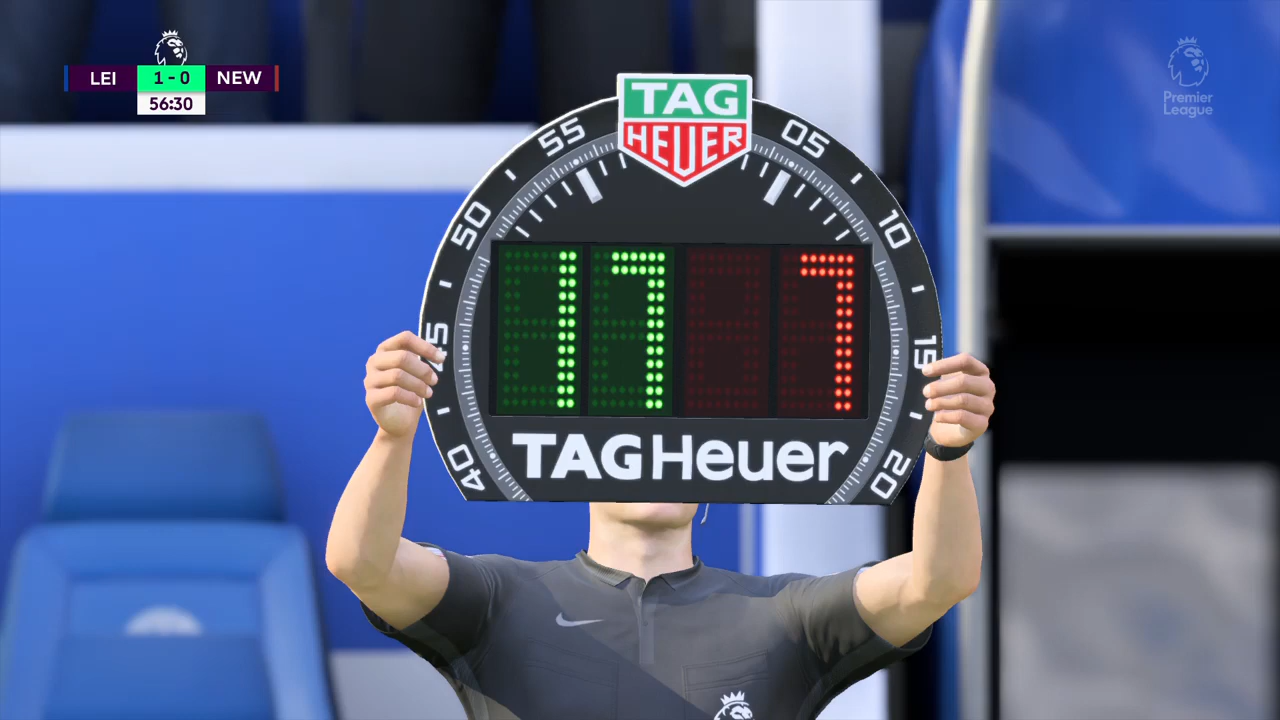 LEI 1 - 0 NEW
56:30
Premier
League
TAG
HEUER
55 05
50 10
45 15
40 20
17 7
TAGHeuer